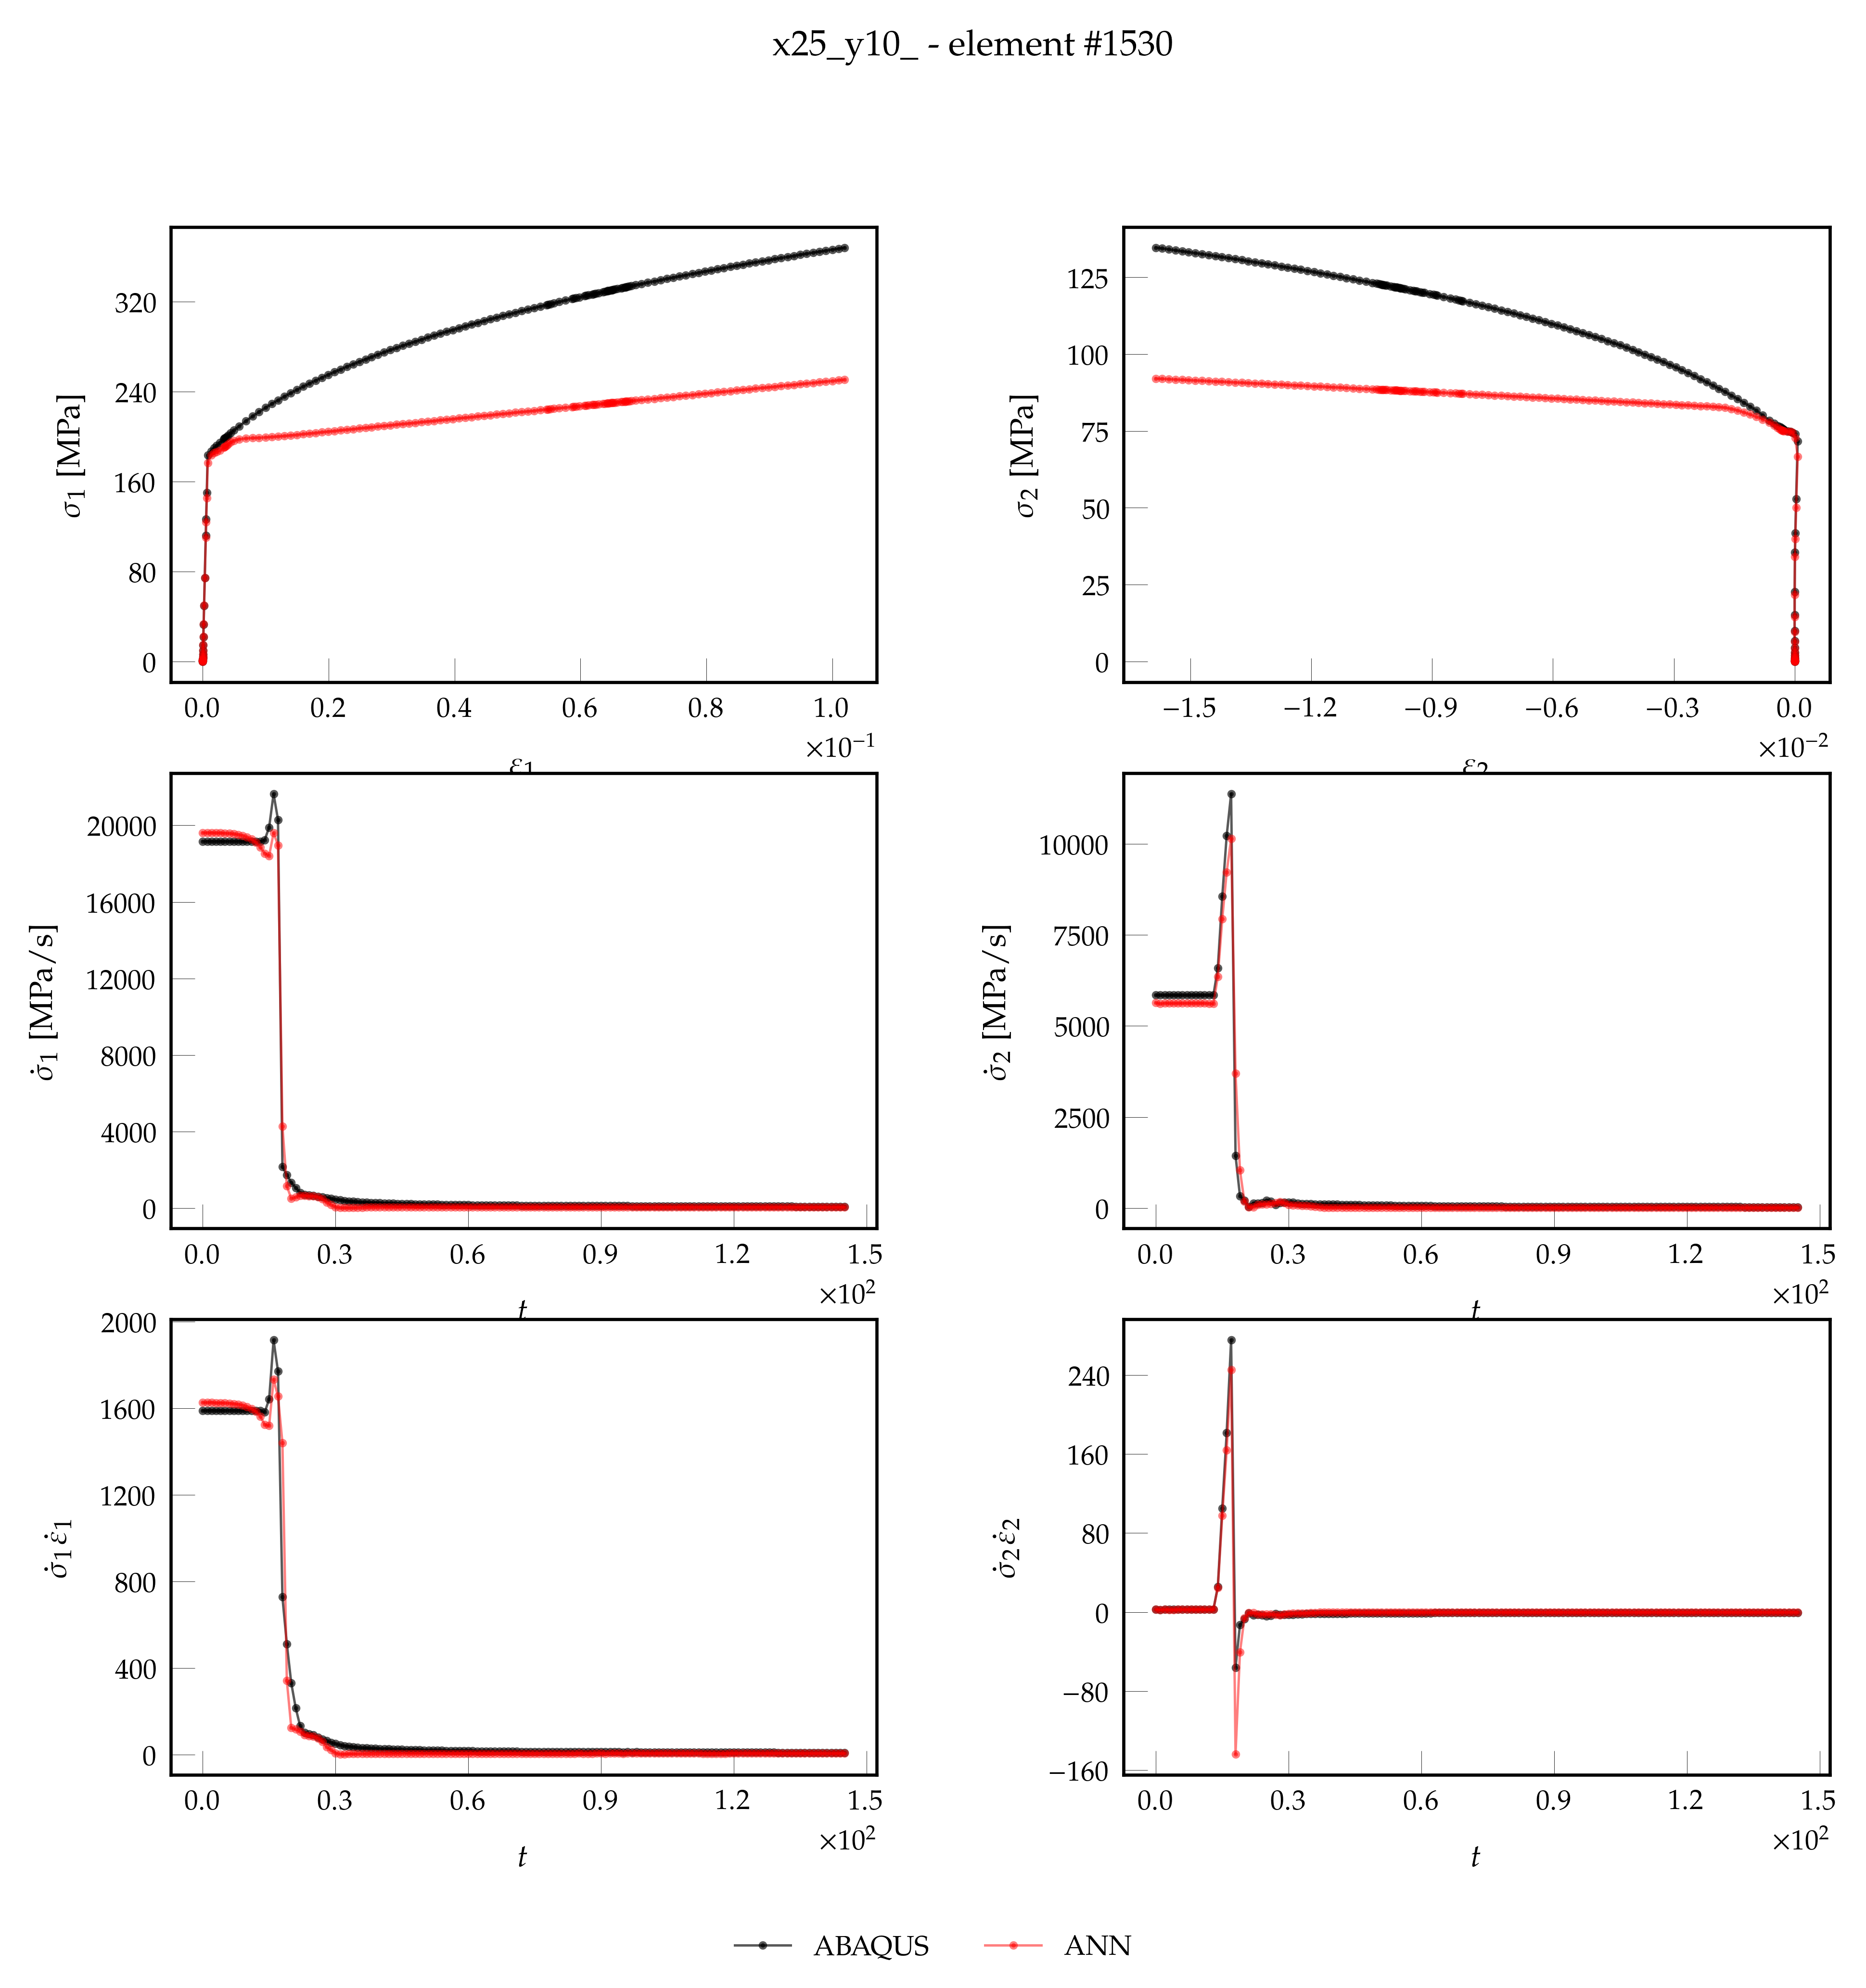 x25_y10_ - element #1530
σ1 [MPa]
320
240
160
80
0
0.0 0.2 0.4 0.6 0.8 1.0
×10−1
ε1
σ2 [MPa]
125
100
75
50
25
0
−1.5 −1.2 −0.9 −0.6 −0.3 0.0
×10−2
ε2
σ̇1 [MPa/s]
20000
16000
12000
8000
4000
0
0.0 0.3 0.6 0.9 1.2 1.5
×10²
t
σ̇2 [MPa/s]
10000
7500
5000
2500
0
0.0 0.3 0.6 0.9 1.2 1.5
×10²
t
σ̇1ε̇1
2000
1600
1200
800
400
0
0.0 0.3 0.6 0.9 1.2 1.5
×10²
t
σ̇2ε̇2
240
160
80
0
−80
−160
0.0 0.3 0.6 0.9 1.2 1.5
×10²
t
ABAQUS ANN